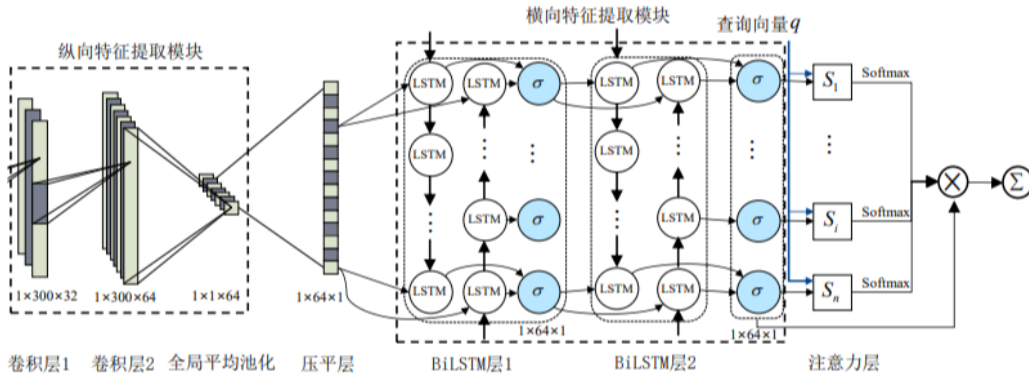 纵向特征提取模块
横向特征提取模块
查询向量q
LSTM LSTM σ LSTM LSTM σ S1 Softmax
LSTM LSTM
⋮ ⋮ ⋮ ⋮ ⋮ ⋮
LSTM σ LSTM σ Si Softmax
LSTM LSTM σ LSTM LSTM σ Sn Softmax
× Σ
1×300×32 1×300×64 1×1×64 1×64×1 1×64×1 1×64×1
卷积层1 卷积层2 全局平均池化 压平层 BiLSTM层1 BiLSTM层2 注意力层